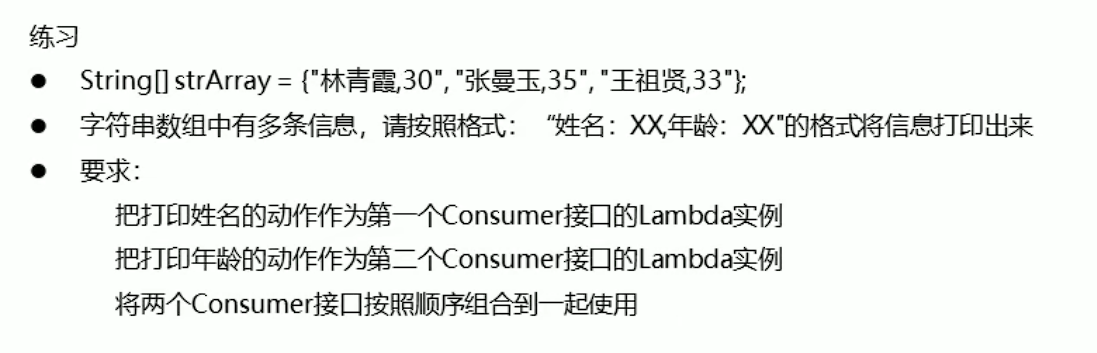 练习
● String[] strArray = {"林青霞,30", "张曼玉,35", "王祖贤,33"};
● 字符串数组中有多条信息，请按照格式：“姓名：XX,年龄：XX"的格式将信息打印出来
● 要求：
把打印姓名的动作作为第一个Consumer接口的Lambda实例
把打印年龄的动作作为第二个Consumer接口的Lambda实例
将两个Consumer接口按照顺序组合到一起使用